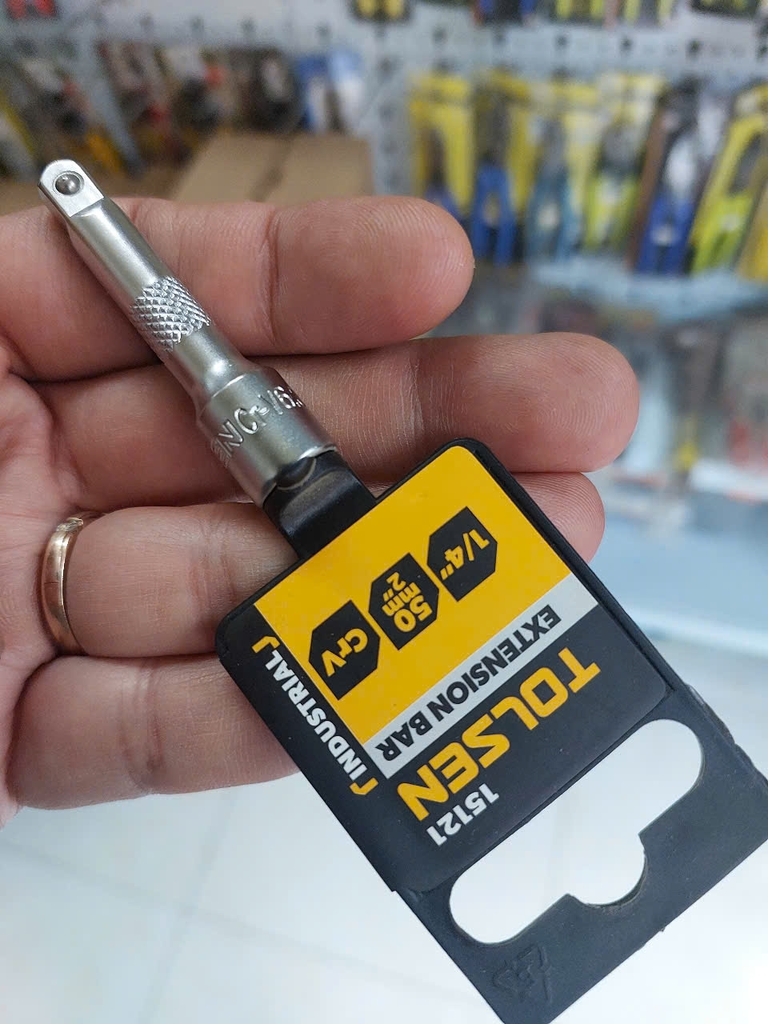 15121
TOLSEN
EXTENSION BAR
[INDUSTRIAL]
1/4"
50
mm
2"
CrV